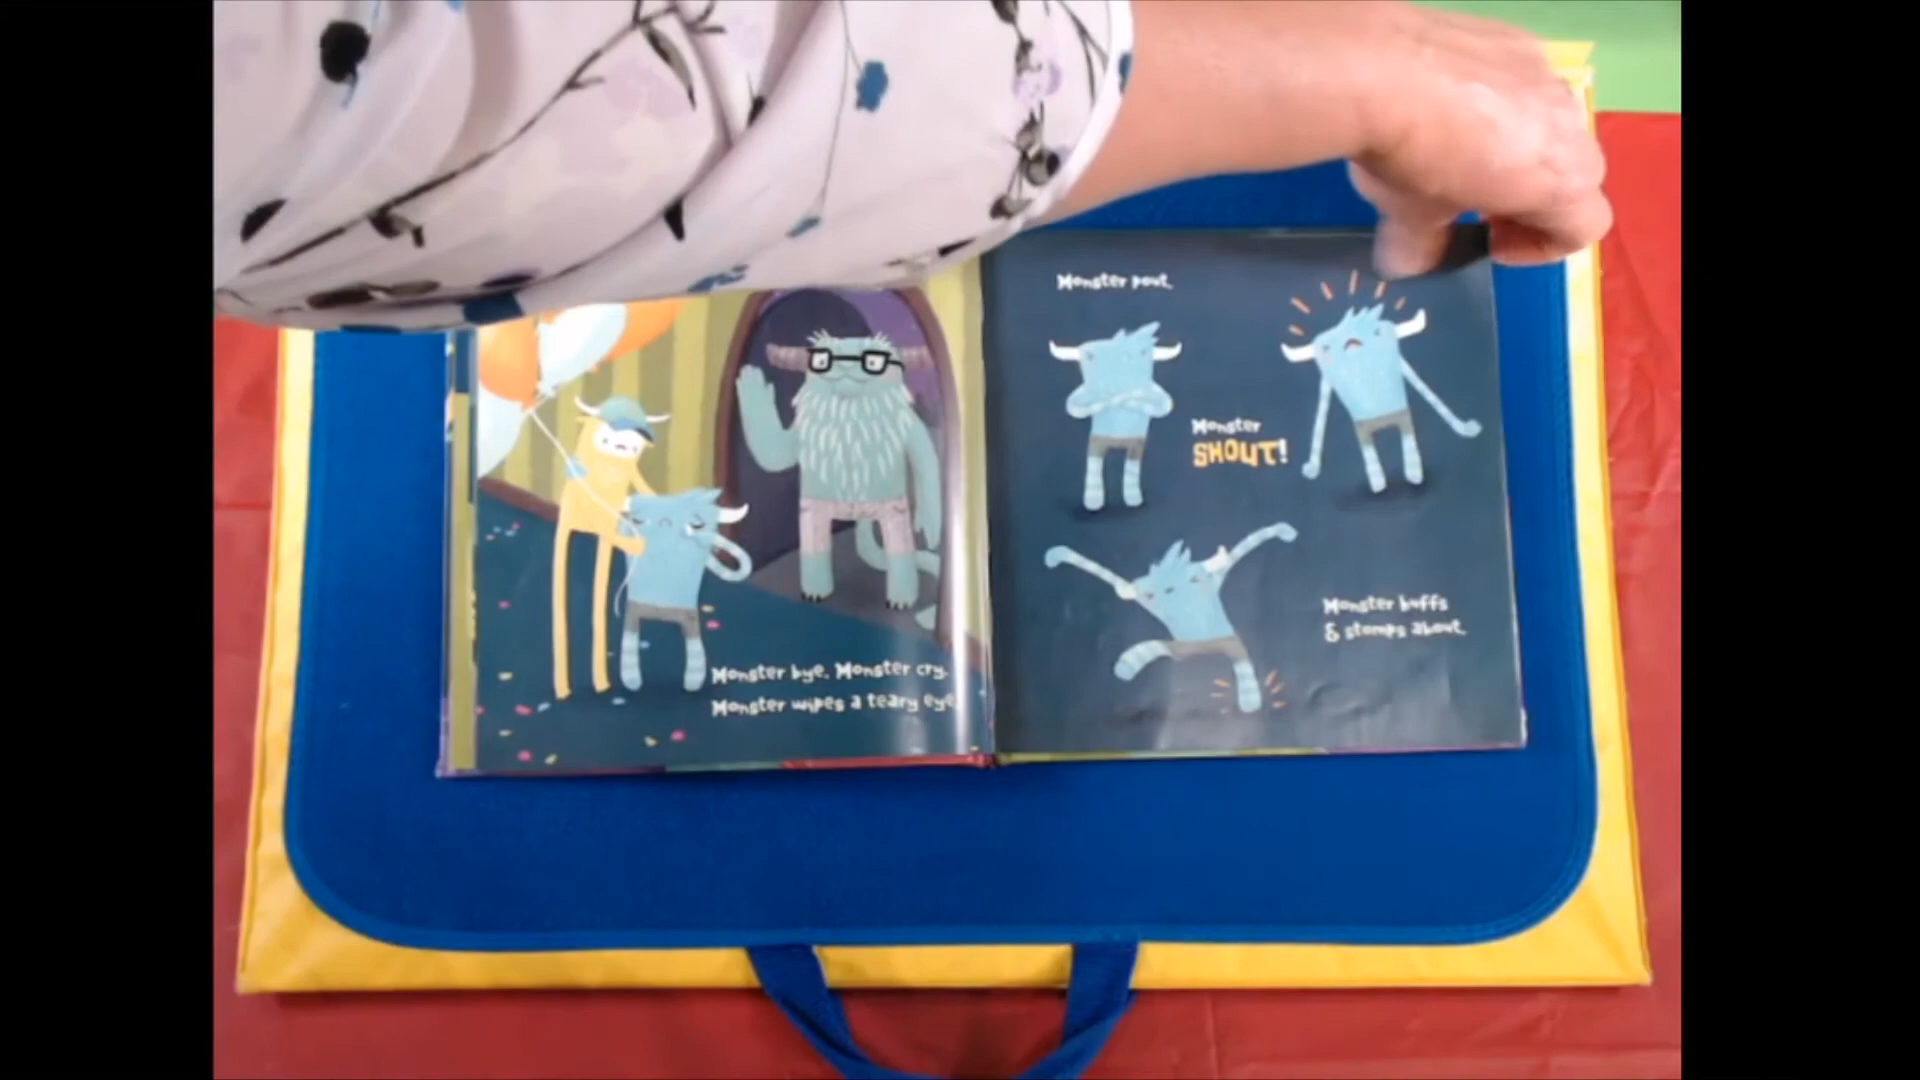 Monster bye. Monster cry.
Monster wipes a teary eye.
Monster pout.
Monster
SHOUT!
Monster huffs
& stomps about.